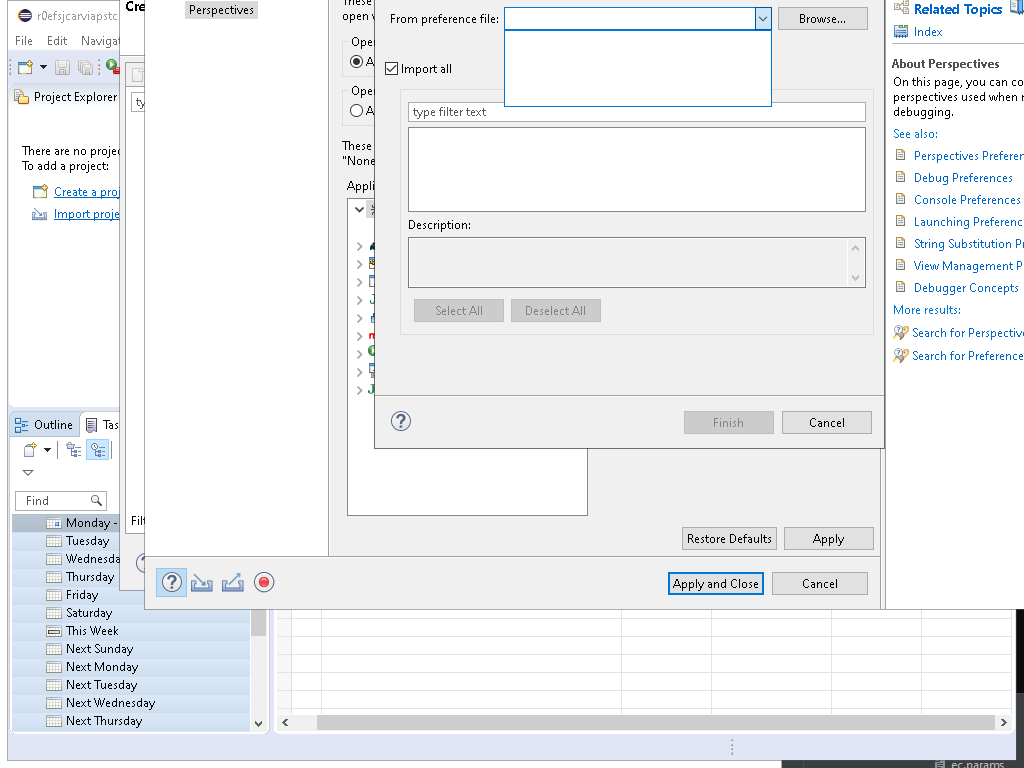 r0efsjcarviapstc
File Edit Navigat
Project Explorer
There are no projec
To add a project:
Create a proj
Import proje
Outline
Tas
Find
Monday -
Tuesday
Wednesda
Thursday
Friday
Saturday
This Week
Next Sunday
Next Monday
Next Tuesday
Next Wednesday
Next Thursday
Cre
ty
Filt
Perspectives
These
open w
Oper
A
Oper
A
These
"None
Appli
Restore Defaults
Apply
Apply and Close
Cancel
From preference file:
Browse...
Import all
type filter text
Description:
Select All
Deselect All
Finish
Cancel
Related Topics
Index
About Perspectives
On this page, you can co
perspectives used when r
debugging.
See also:
Perspectives Preferen
Debug Preferences
Console Preferences
Launching Preferenc
String Substitution Pr
View Management P
Debugger Concepts
More results:
Search for Perspective
Search for Preference
ec.params